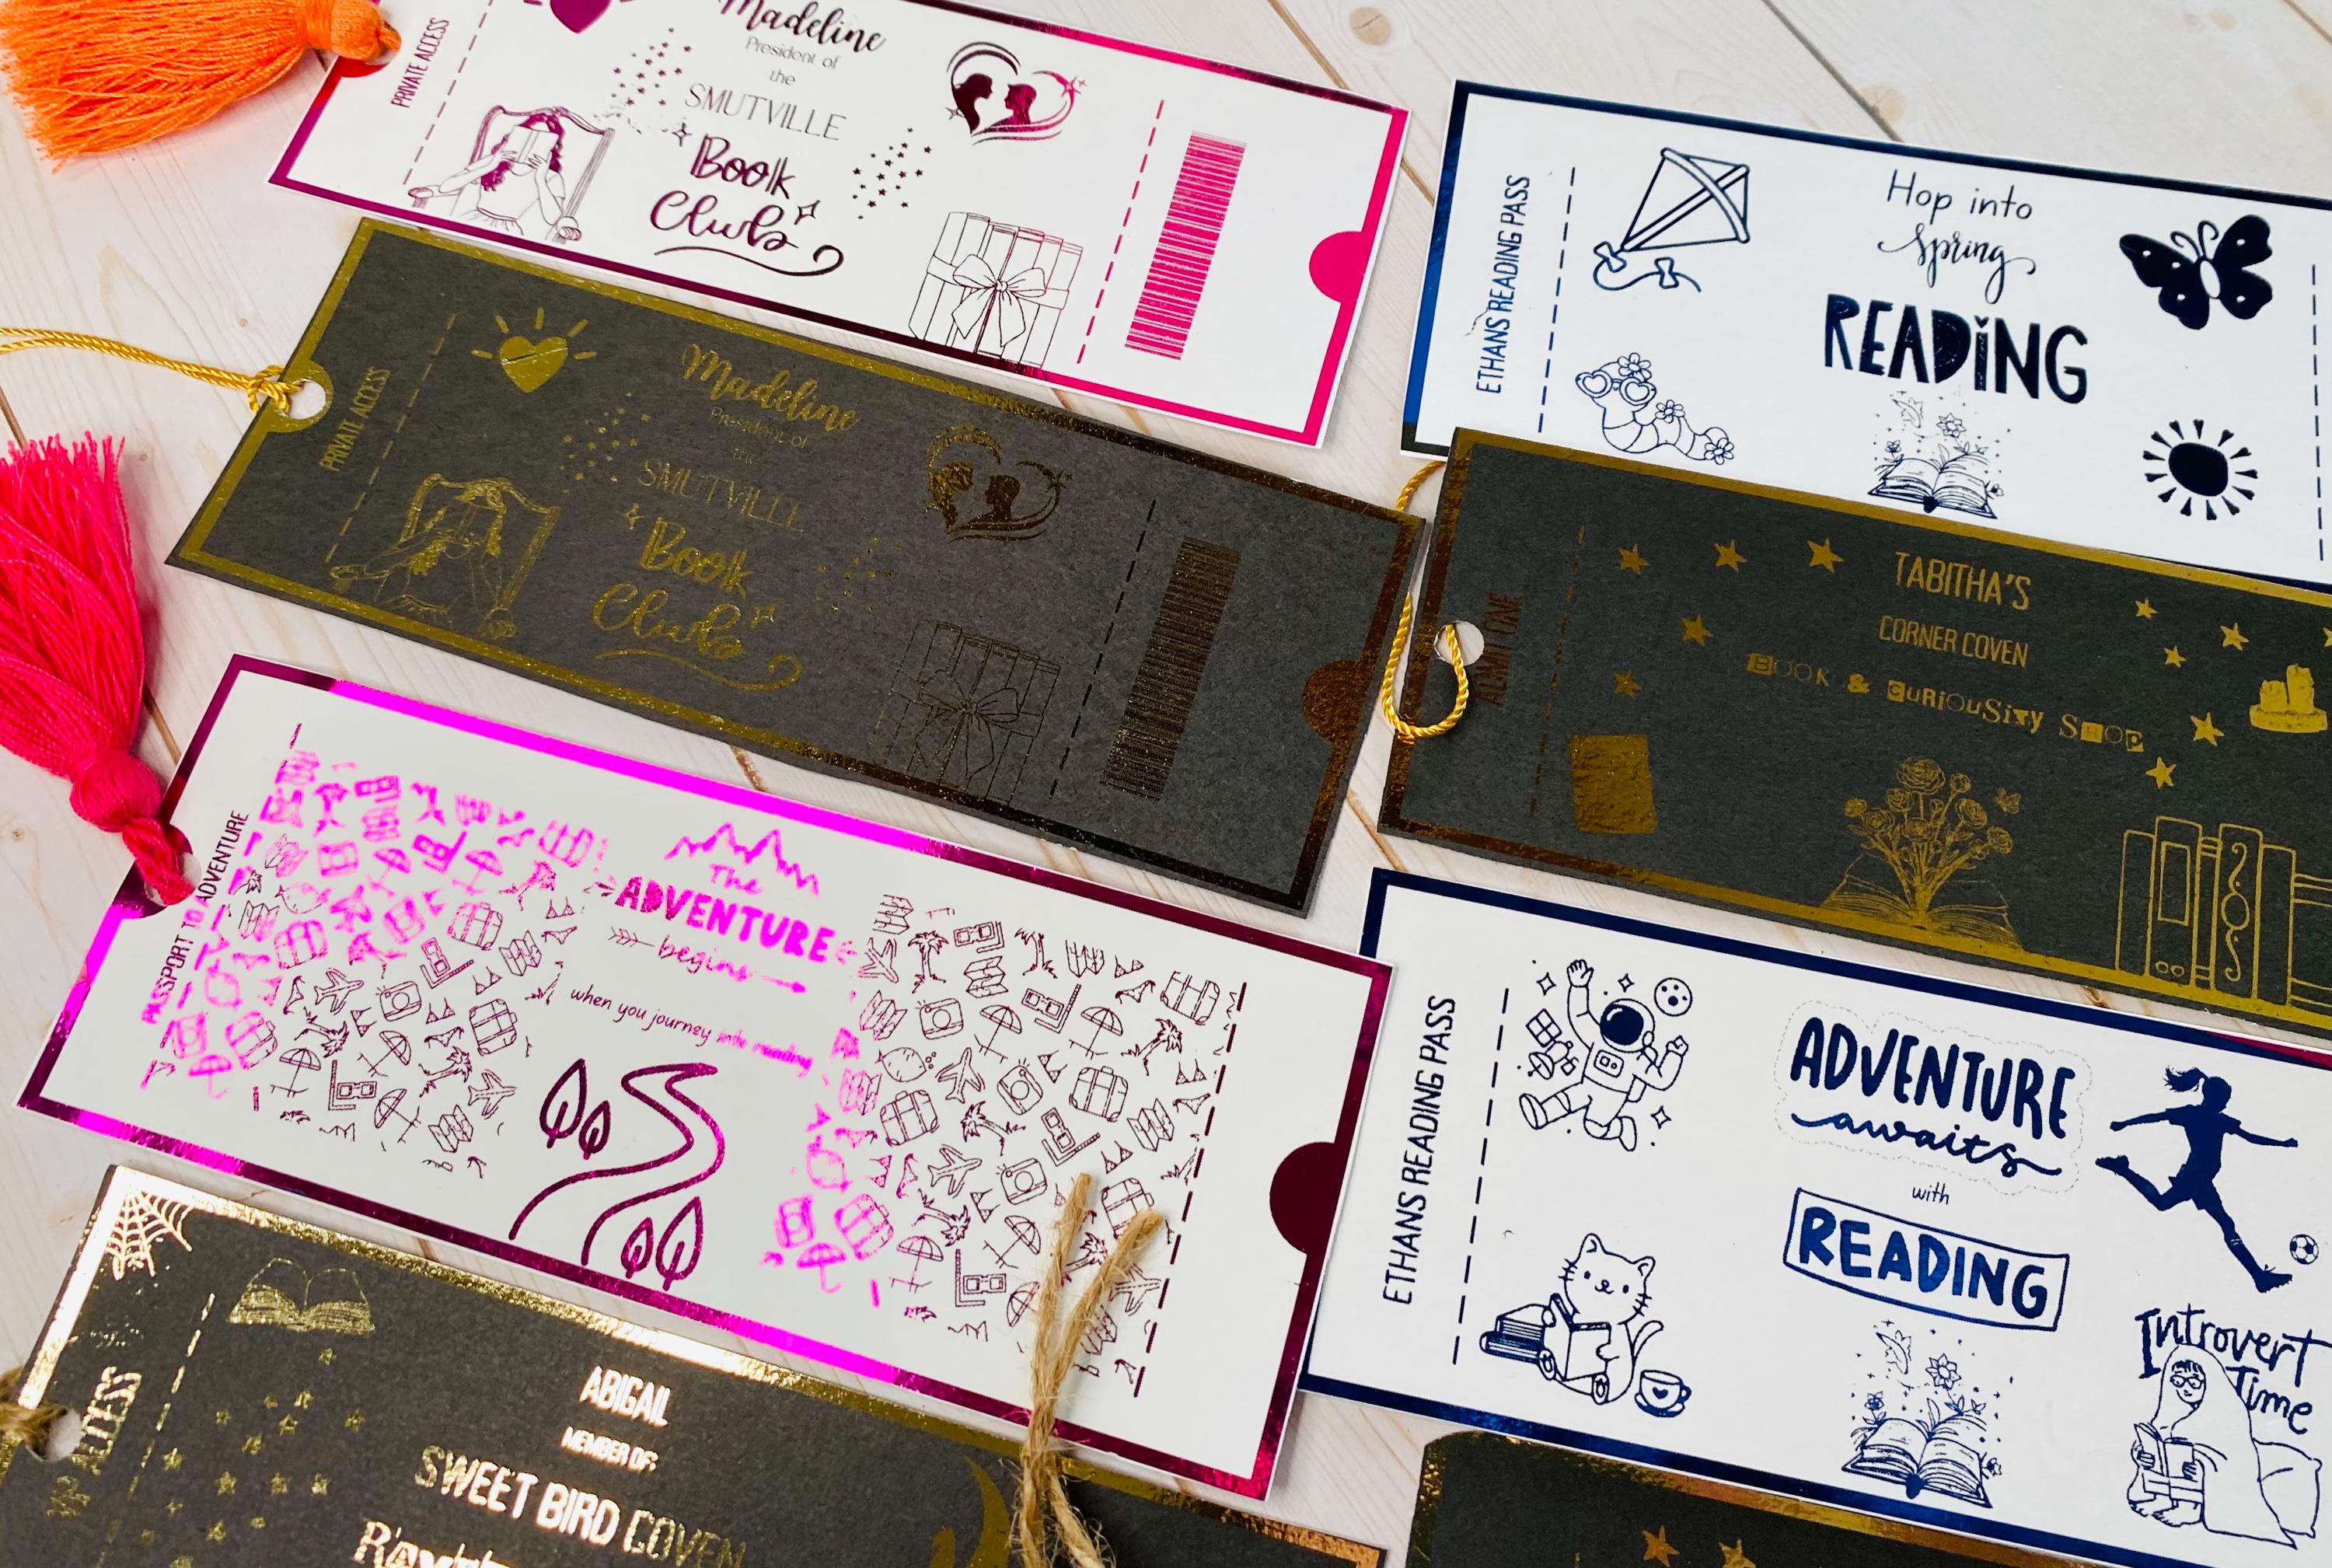 PRIVATE ACCESS
Madeline
President of
the
SMUTVILLE
Book
Club
ETHANS READING PASS
Hop into
Spring
READING
PRIVATE ACCESS
Madeline
President of
the
SMUTVILLE
Book
Club
ADMIT ONE
TABITHA'S
CORNER COVEN
BOOK & CURiOuSiTy SHOP
PASSPORT TO ADVENTURE
The
ADVENTURE
begins
when you journey into reading
ETHANS READING PASS
ADVENTURE
awaits
with
READING
Introvert
Time
VIP ACCESS
ABIGAIL
MEMBER OF:
SWEET BIRD COVEN